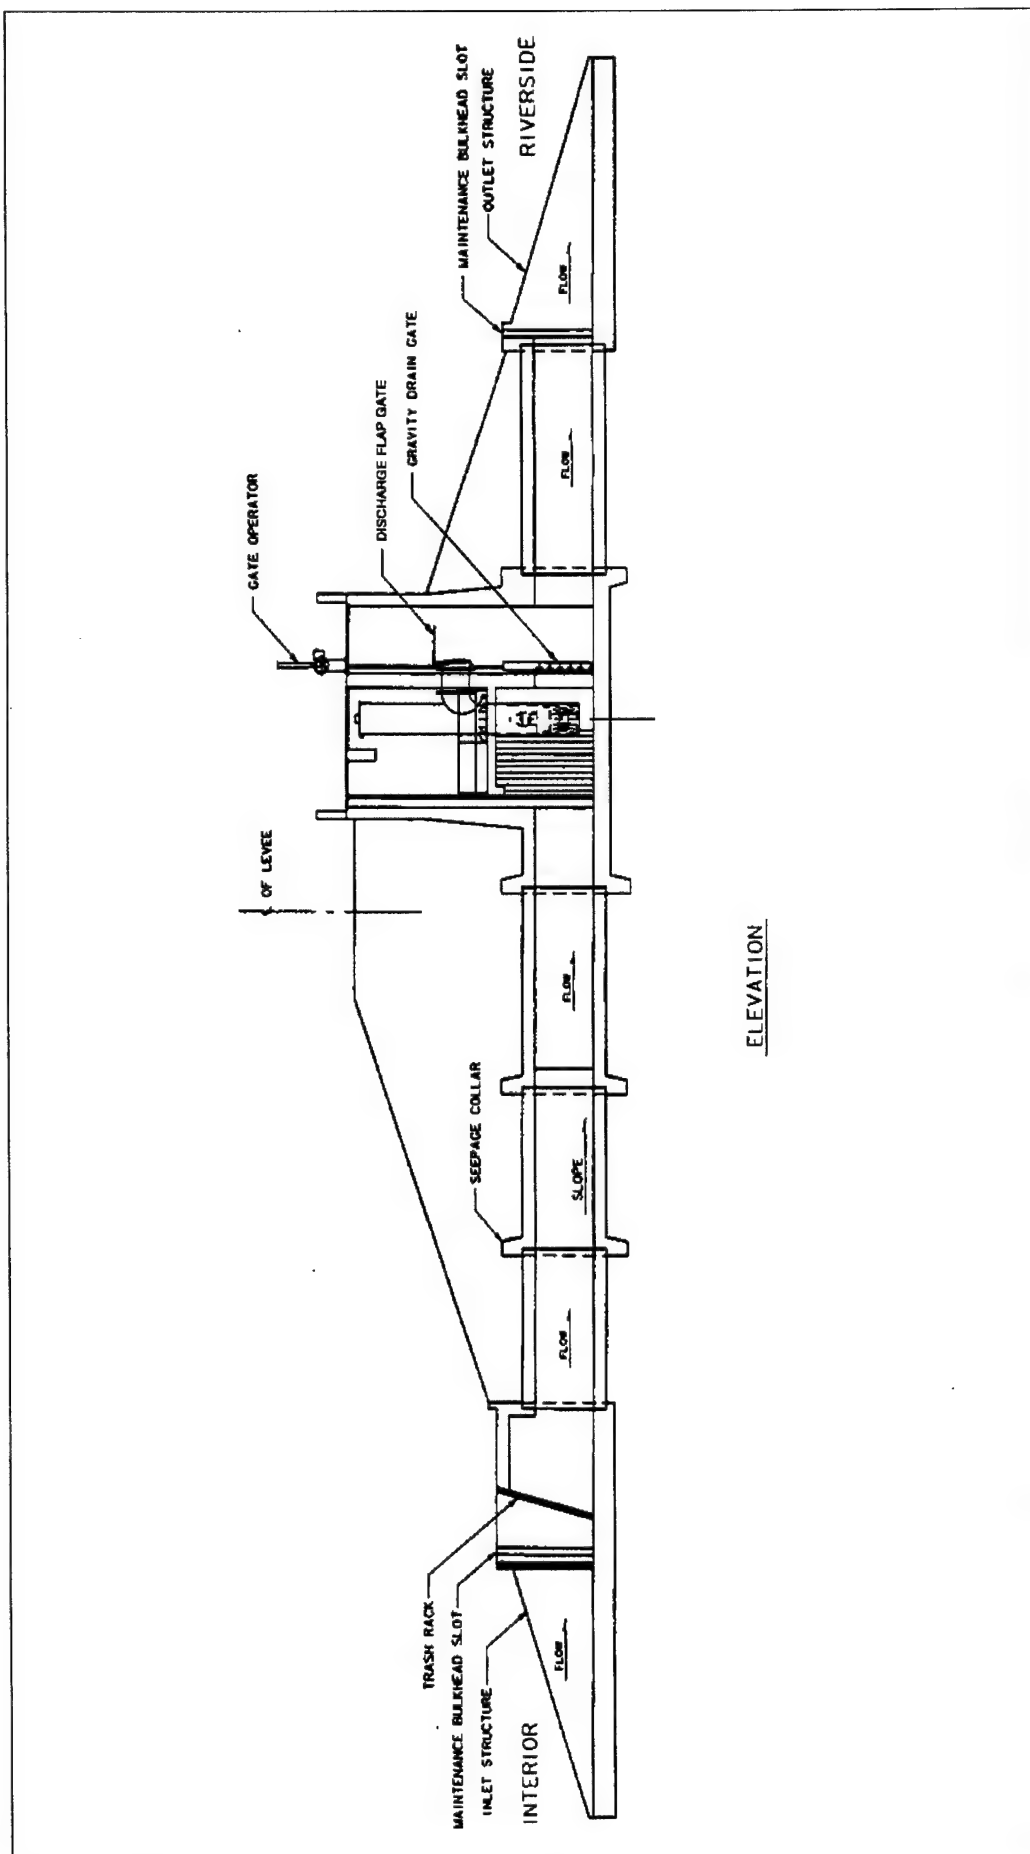 GATE OPERATOR
℄ OF LEVEE
DISCHARGE FLAP GATE
GRAVITY DRAIN GATE
MAINTENANCE BULKHEAD SLOT
OUTLET STRUCTURE
RIVERSIDE
SEEPAGE COLLAR
TRASH RACK
MAINTENANCE BULKHEAD SLOT
INLET STRUCTURE
INTERIOR
FLOW
FLOW
SLOPE
FLOW
FLOW
FLOW
ELEVATION